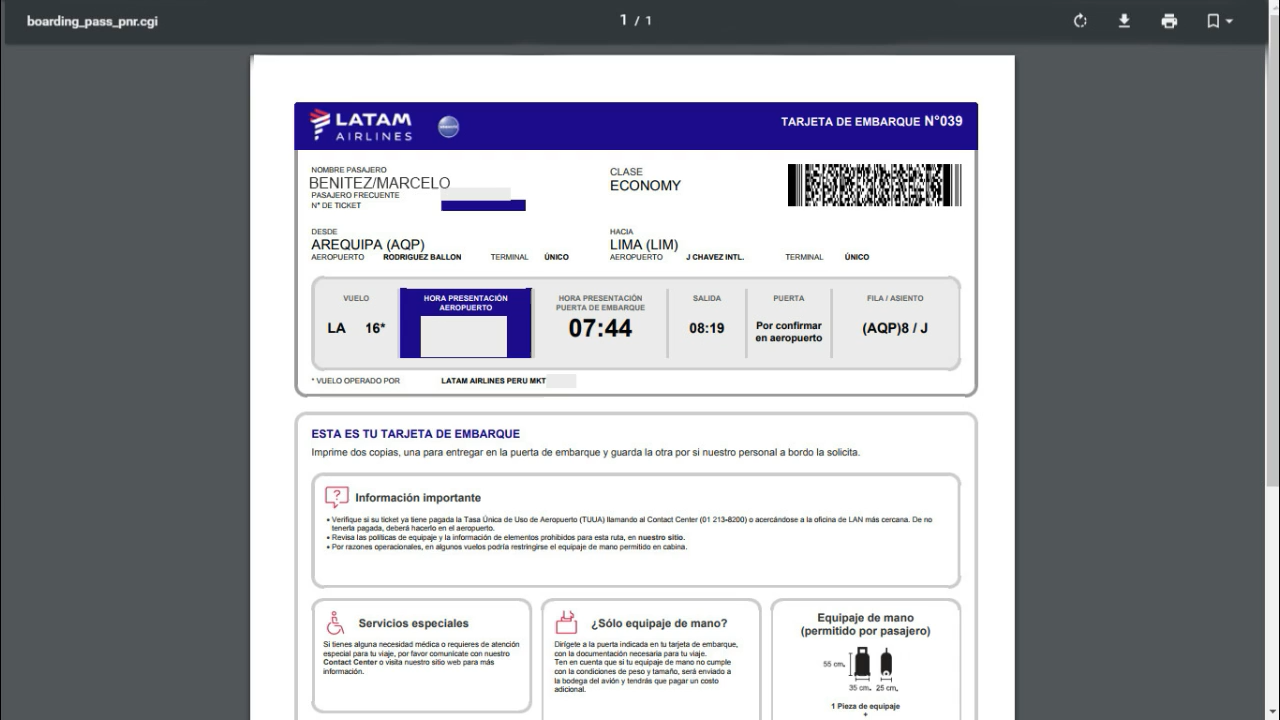 boarding_pass_pnr.cgi
1 / 1
LATAM
AIRLINES
TARJETA DE EMBARQUE N°039
NOMBRE PASAJERO
BENITEZ/MARCELO
PASAJERO FRECUENTE
N° DE TICKET
CLASE
ECONOMY
DESDE
AREQUIPA (AQP)
AEROPUERTO RODRIGUEZ BALLON TERMINAL ÚNICO
HACIA
LIMA (LIM)
AEROPUERTO J CHAVEZ INTL. TERMINAL ÚNICO
VUELO
LA 16*
HORA PRESENTACIÓN
AEROPUERTO
HORA PRESENTACIÓN
PUERTA DE EMBARQUE
07:44
SALIDA
08:19
PUERTA
Por confirmar
en aeropuerto
FILA / ASIENTO
(AQP)8 / J
* VUELO OPERADO POR LATAM AIRLINES PERU MKT
ESTA ES TU TARJETA DE EMBARQUE
Imprime dos copias, una para entregar en la puerta de embarque y guarda la otra por si nuestro personal a bordo la solicita.
Información importante
• Verifique si su ticket ya tiene pagada la Tasa Única de Uso de Aeropuerto (TUUA) llamando al Contact Center (01 213-8200) o acercándose a la oficina de LAN más cercana. De no
tenerla pagada, deberá hacerlo en el aeropuerto.
• Revisa las políticas de equipaje y la información de elementos prohibidos para esta ruta, en nuestro sitio.
• Por razones operacionales, en algunos vuelos podría restringirse el equipaje de mano permitido en cabina.
Servicios especiales
Si tienes alguna necesidad médica o requieres de atención
especial para tu viaje, por favor comunícate con nuestro
Contact Center o visita nuestro sitio web para más
información.
¿Sólo equipaje de mano?
Dirígete a la puerta indicada en tu tarjeta de embarque,
con la documentación necesaria para tu viaje.
Ten en cuenta que si tu equipaje de mano no cumple
con la condiciones de peso y tamaño, será enviado a
la bodega del avión y tendrás que pagar un costo
adicional.
Equipaje de mano
(permitido por pasajero)
55 cm.
35 cm. 25 cm.
1 Pieza de equipaje
+